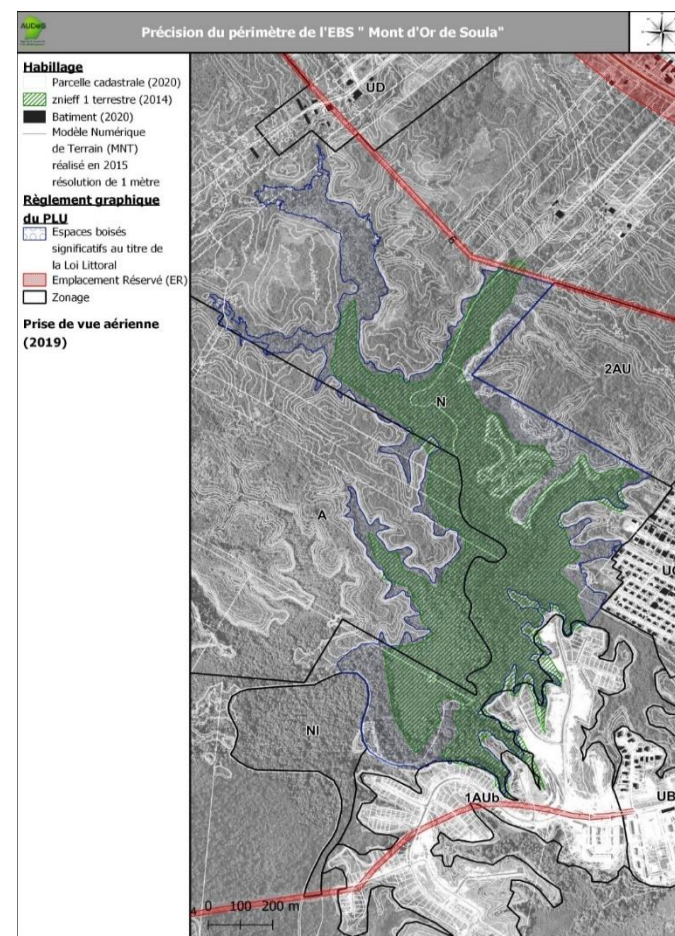 AUDeG
Précision du périmètre de l'EBS " Mont d'Or de Soula"
Habillage
Parcelle cadastrale (2020)
znieff 1 terrestre (2014)
Batiment (2020)
Modèle Numérique
de Terrain (MNT)
réalisé en 2015
résolution de 1 mètre
Règlement graphique
du PLU
Espaces boisés
significatifs au titre de
la Loi Littoral
Emplacement Réservé (ER)
Zonage
Prise de vue aérienne
(2019)
UD
2AU
N
A
NI
1AUb
UB
0 100 200 m